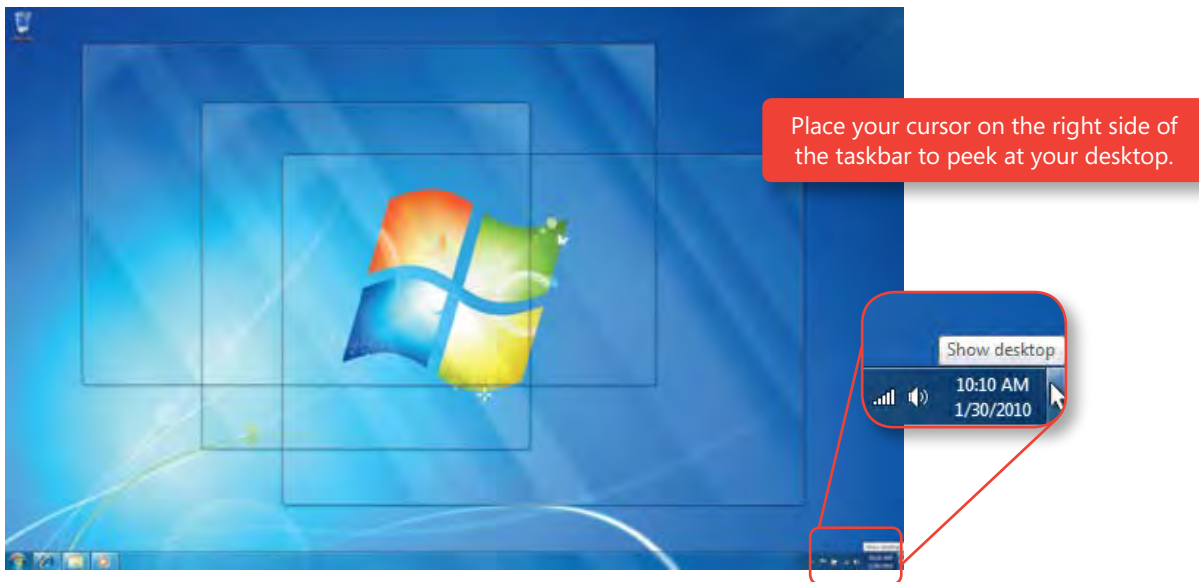 Place your cursor on the right side of
the taskbar to peek at your desktop.
Show desktop
10:10 AM
1/30/2010